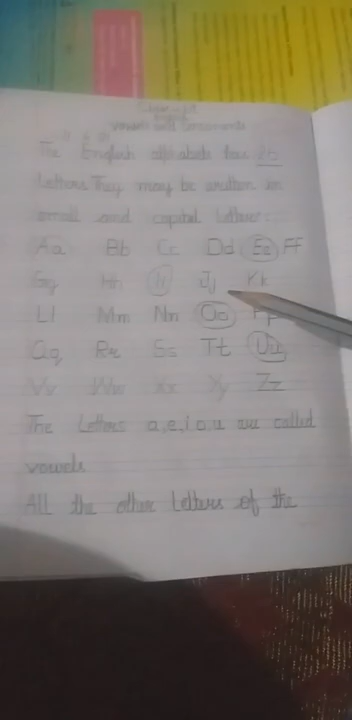 Vowels and Consonants
The English alphabets has 26
Letters. They may be written in
small and capital letters:
Aa Bb Cc Dd Ee Ff
Gg Hh Ii Jj Kk
Ll Mm Nn Oo Pp
Qq Rr Ss Tt Uu
Vv Ww Xx Yy Zz
The Letters a,e,i o,u are called
vowels
All the other Letters of the